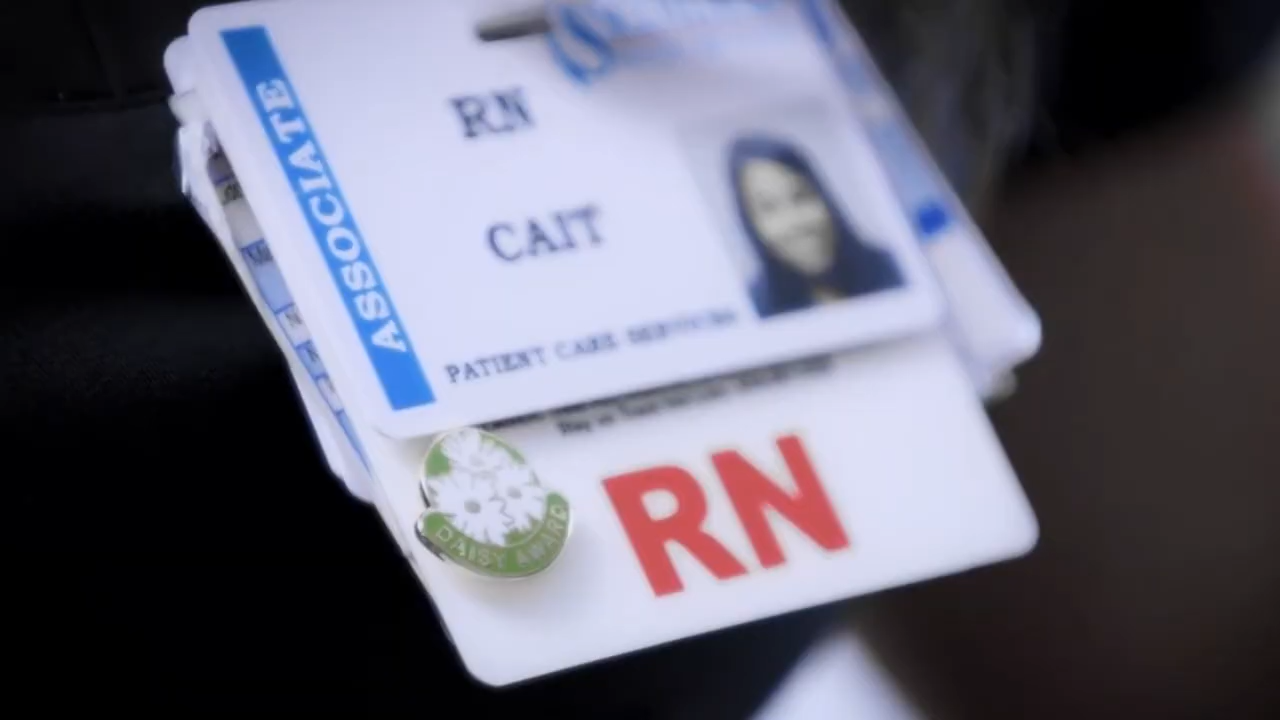 ASSOCIATE
RN
CAIT
PATIENT CARE SERVICES
RN
DAISY AWARD